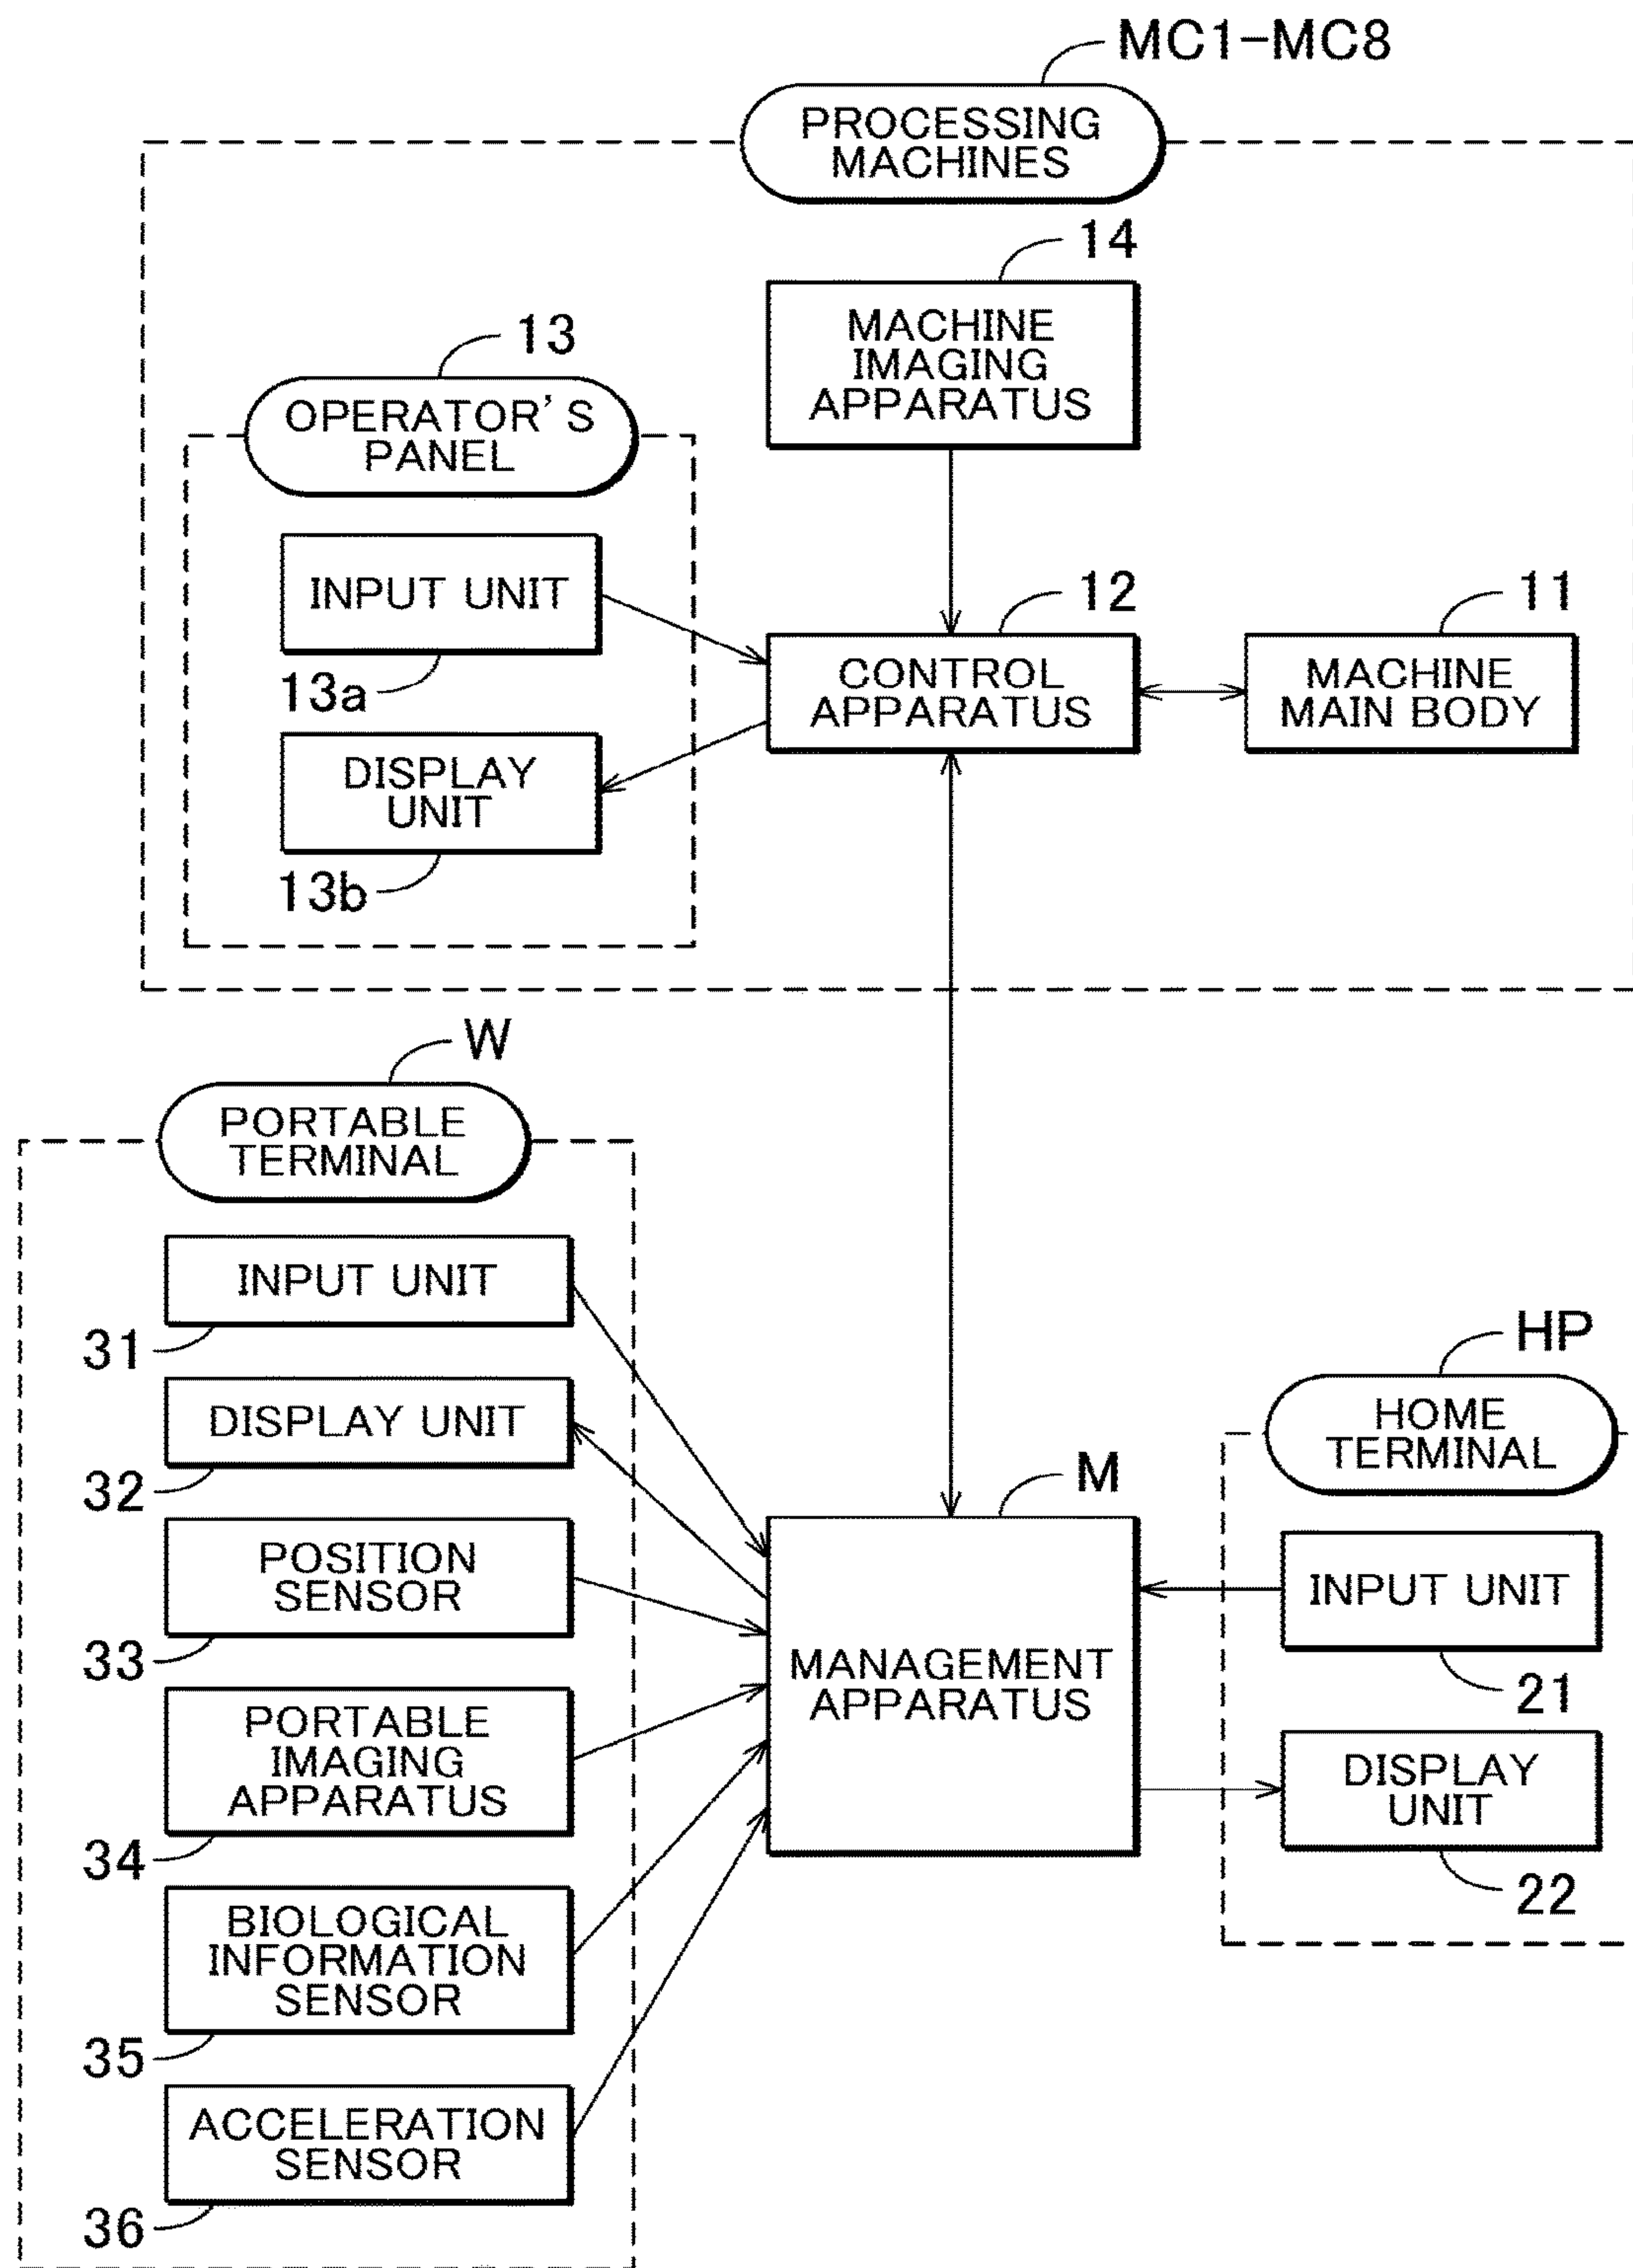 MC1-MC8
PROCESSING
MACHINES
14
MACHINE
IMAGING
APPARATUS
13
OPERATOR'S
PANEL
INPUT UNIT
13a
DISPLAY
UNIT
13b
12
CONTROL
APPARATUS
11
MACHINE
MAIN BODY
W
PORTABLE
TERMINAL
INPUT UNIT
31
DISPLAY UNIT
32
POSITION
SENSOR
33
PORTABLE
IMAGING
APPARATUS
34
BIOLOGICAL
INFORMATION
SENSOR
35
ACCELERATION
SENSOR
36
M
MANAGEMENT
APPARATUS
HP
HOME
TERMINAL
INPUT UNIT
21
DISPLAY
UNIT
22